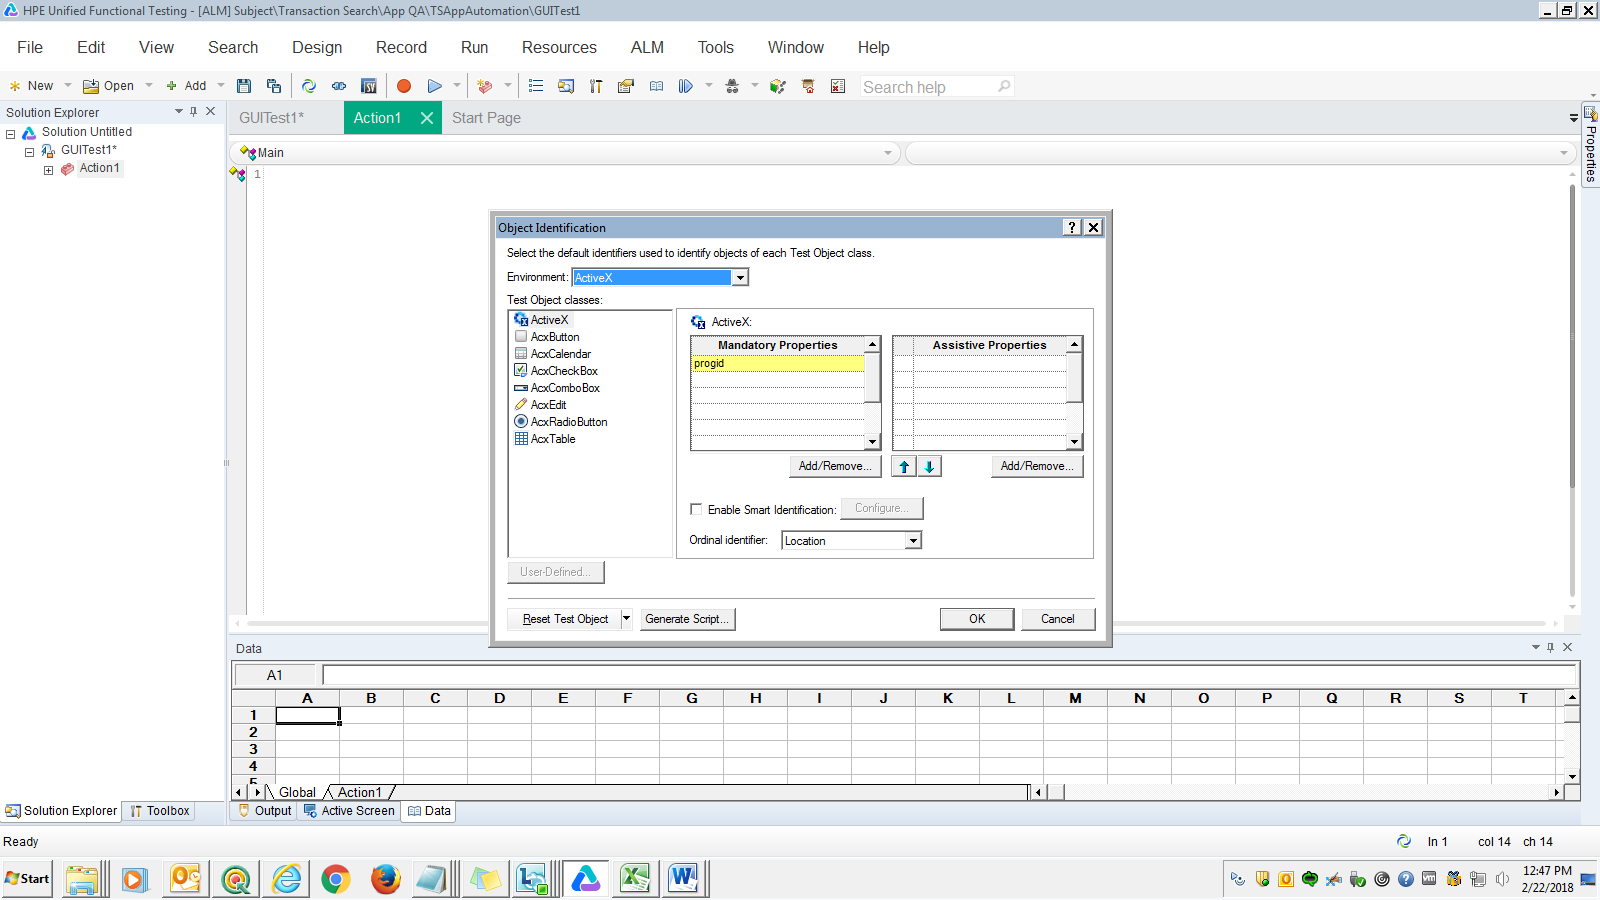 HPE Unified Functional Testing - [ALM] Subject\Transaction Search\App QA\TSAppAutomation\GUITest1
File Edit View Search Design Record Run Resources ALM Tools Window Help
New Open Add Search help
Solution Explorer
Solution Untitled
GUITest1*
Action1
GUITest1* Action1 Start Page
Main
1
Properties
Object Identification
Select the default identifiers used to identify objects of each Test Object class.
Environment: ActiveX
Test Object classes:
ActiveX
AcxButton
AcxCalendar
AcxCheckBox
AcxComboBox
AcxEdit
AcxRadioButton
AcxTable
ActiveX:
Mandatory Properties Assistive Properties
progid
Add/Remove... Add/Remove...
Enable Smart Identification: Configure...
Ordinal identifier: Location
User-Defined...
Reset Test Object Generate Script... OK Cancel
Data
A1
A B C D E F G H I J K L M N O P Q R S T
1
2
3
4
5
Global Action1
Solution Explorer Toolbox Output Active Screen Data
Ready ln 1 col 14 ch 14
Start
12:47 PM
2/22/2018